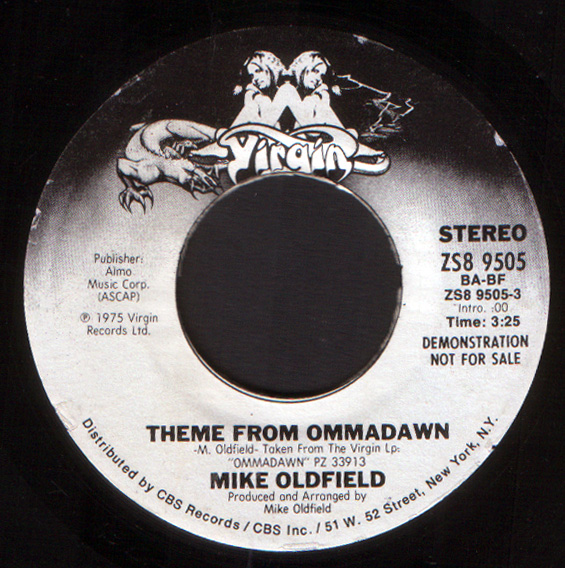 Virgin
STEREO
ZS8 9505
BA-BF
ZS8 9505-3
Intro. :00
Time: 3:25
DEMONSTRATION
NOT FOR SALE
Publisher:
Almo
Music Corp.
(ASCAP)
℗ 1975 Virgin
Records Ltd.
THEME FROM OMMADAWN
-M. Oldfield- Taken From The Virgin Lp:
"OMMADAWN" PZ 33913
MIKE OLDFIELD
Produced and Arranged by
Mike Oldfield
Distributed by CBS Records / CBS Inc. / 51 W. 52 Street, New York, N.Y.